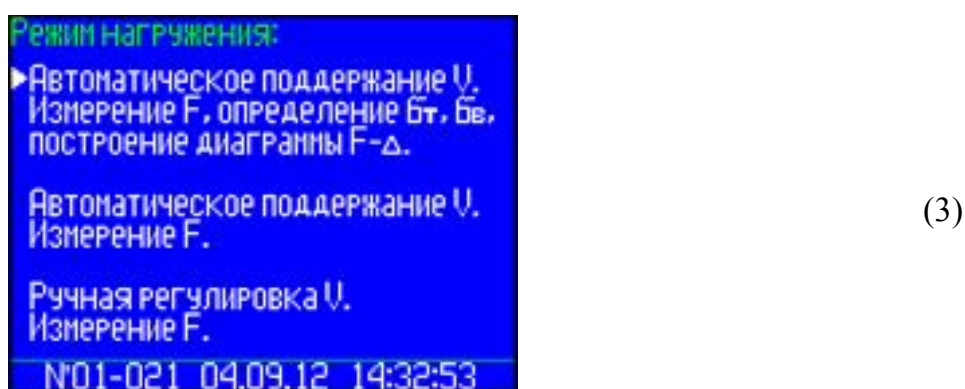 Режим нагружения:
Автоматическое поддержание V.
Измерение F, определение бт, бв,
построение диаграммы F-Δ.
Автоматическое поддержание V.
Измерение F.
Ручная регулировка V.
Измерение F.
№01-021 04.09.12 14:32:53
(3)